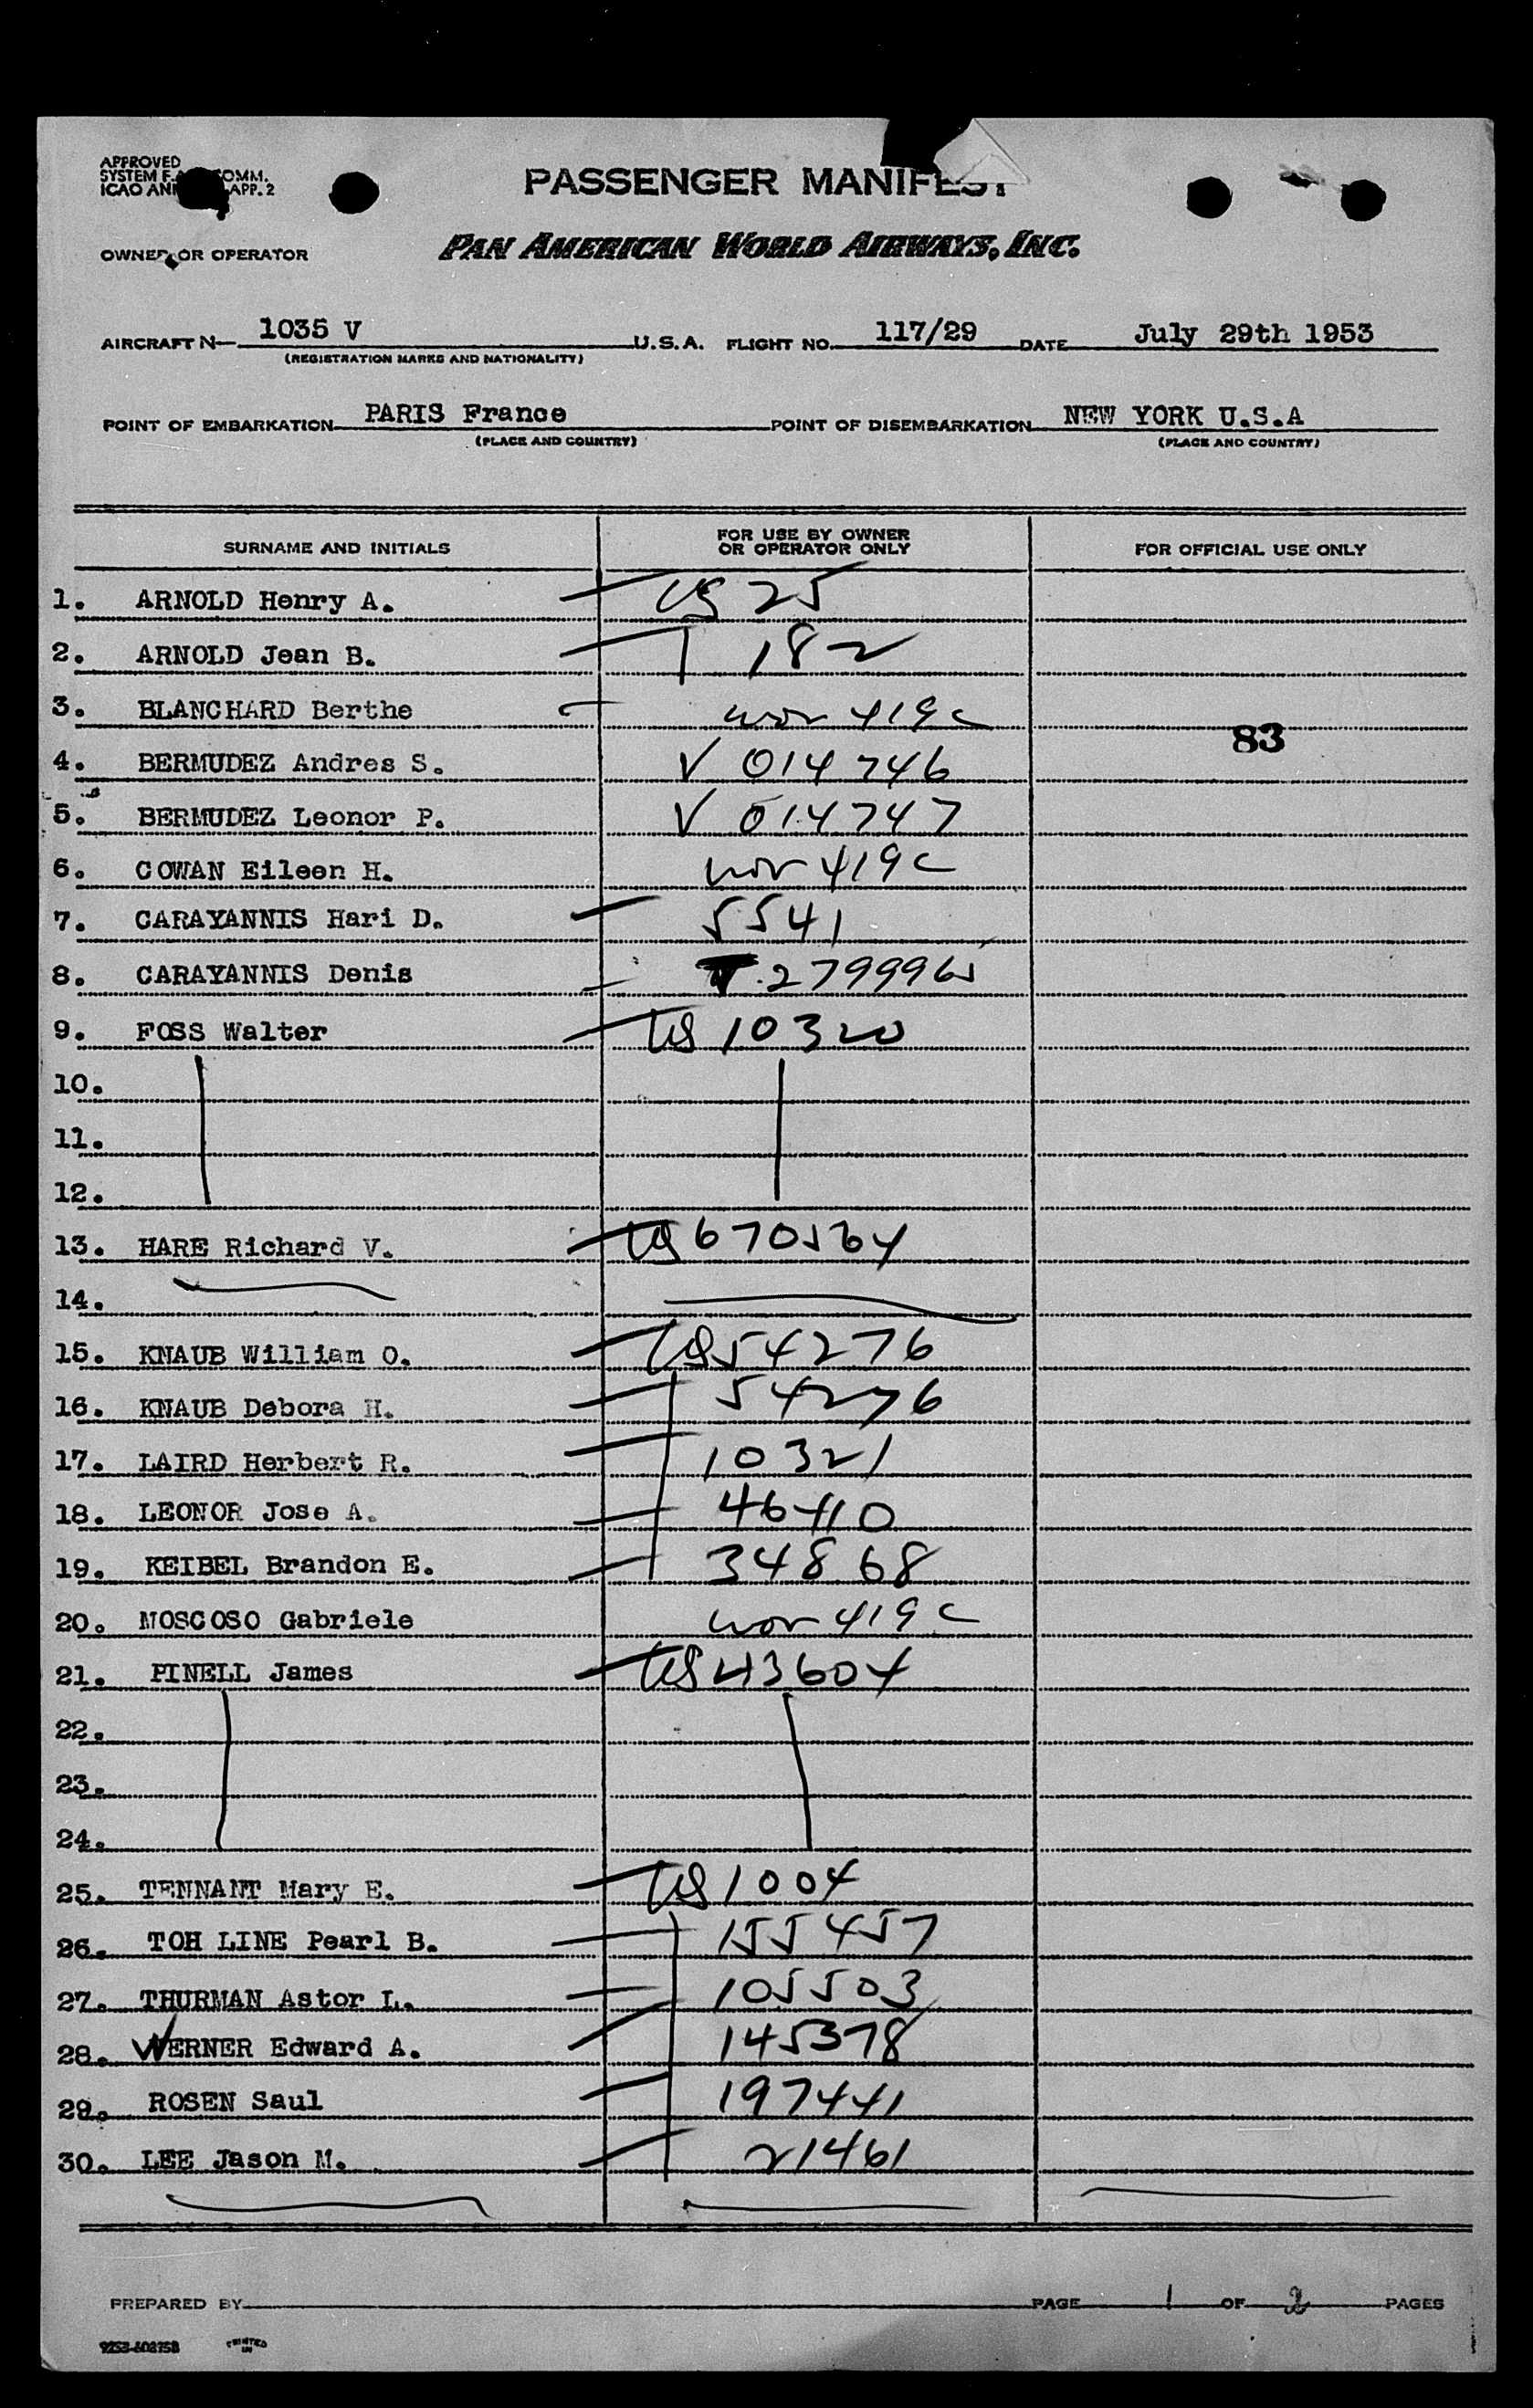 APPROVED
SYSTEM F. COMM.
ICAO AN APP. 2
PASSENGER MANIFEST
OWNER OR OPERATOR PAN AMERICAN WORLD AIRWAYS, INC.
AIRCRAFT N 1035 V U.S.A. FLIGHT NO. 117/29 DATE July 29th 1953
(REGISTRATION MARKS AND NATIONALITY)
POINT OF EMBARKATION PARIS France POINT OF DISEMBARKATION NEW YORK U.S.A
(PLACE AND COUNTRY) (PLACE AND COUNTRY)
SURNAME AND INITIALS FOR USE BY OWNER OR OPERATOR ONLY FOR OFFICIAL USE ONLY
1. ARNOLD Henry A. US 25
2. ARNOLD Jean B. 182
3. BLANCHARD Berthe wor 419c
83
4. BERMUDEZ Andres S. V 014746
5. BERMUDEZ Leonor P. V 014747
6. COWAN Eileen H. wor 419c
7. CARAYANNIS Hari D. 5541
8. CARAYANNIS Denis 2799965
9. FOSS Walter US 10320
10.
11.
12.
13. HARE Richard V. US 670564
14.
15. KNAUB William O. US 54276
16. KNAUB Debora H. 54276
17. LAIRD Herbert R. 10321
18. LEONOR Jose A. 46410
19. KEIBEL Brandon E. 34868
20. MOSCOSO Gabriele wor 419c
21. PINELL James US 43604
22.
23.
24.
25. TENNANT Mary E. US 1004
26. TOH LINE Pearl B. 155457
27. THURMAN Astor L. 105503
28. WERNER Edward A. 145378
29. ROSEN Saul 197441
30. LEE Jason M. 21461
PREPARED BY PAGE 1 OF 2 PAGES
PRINTED IN